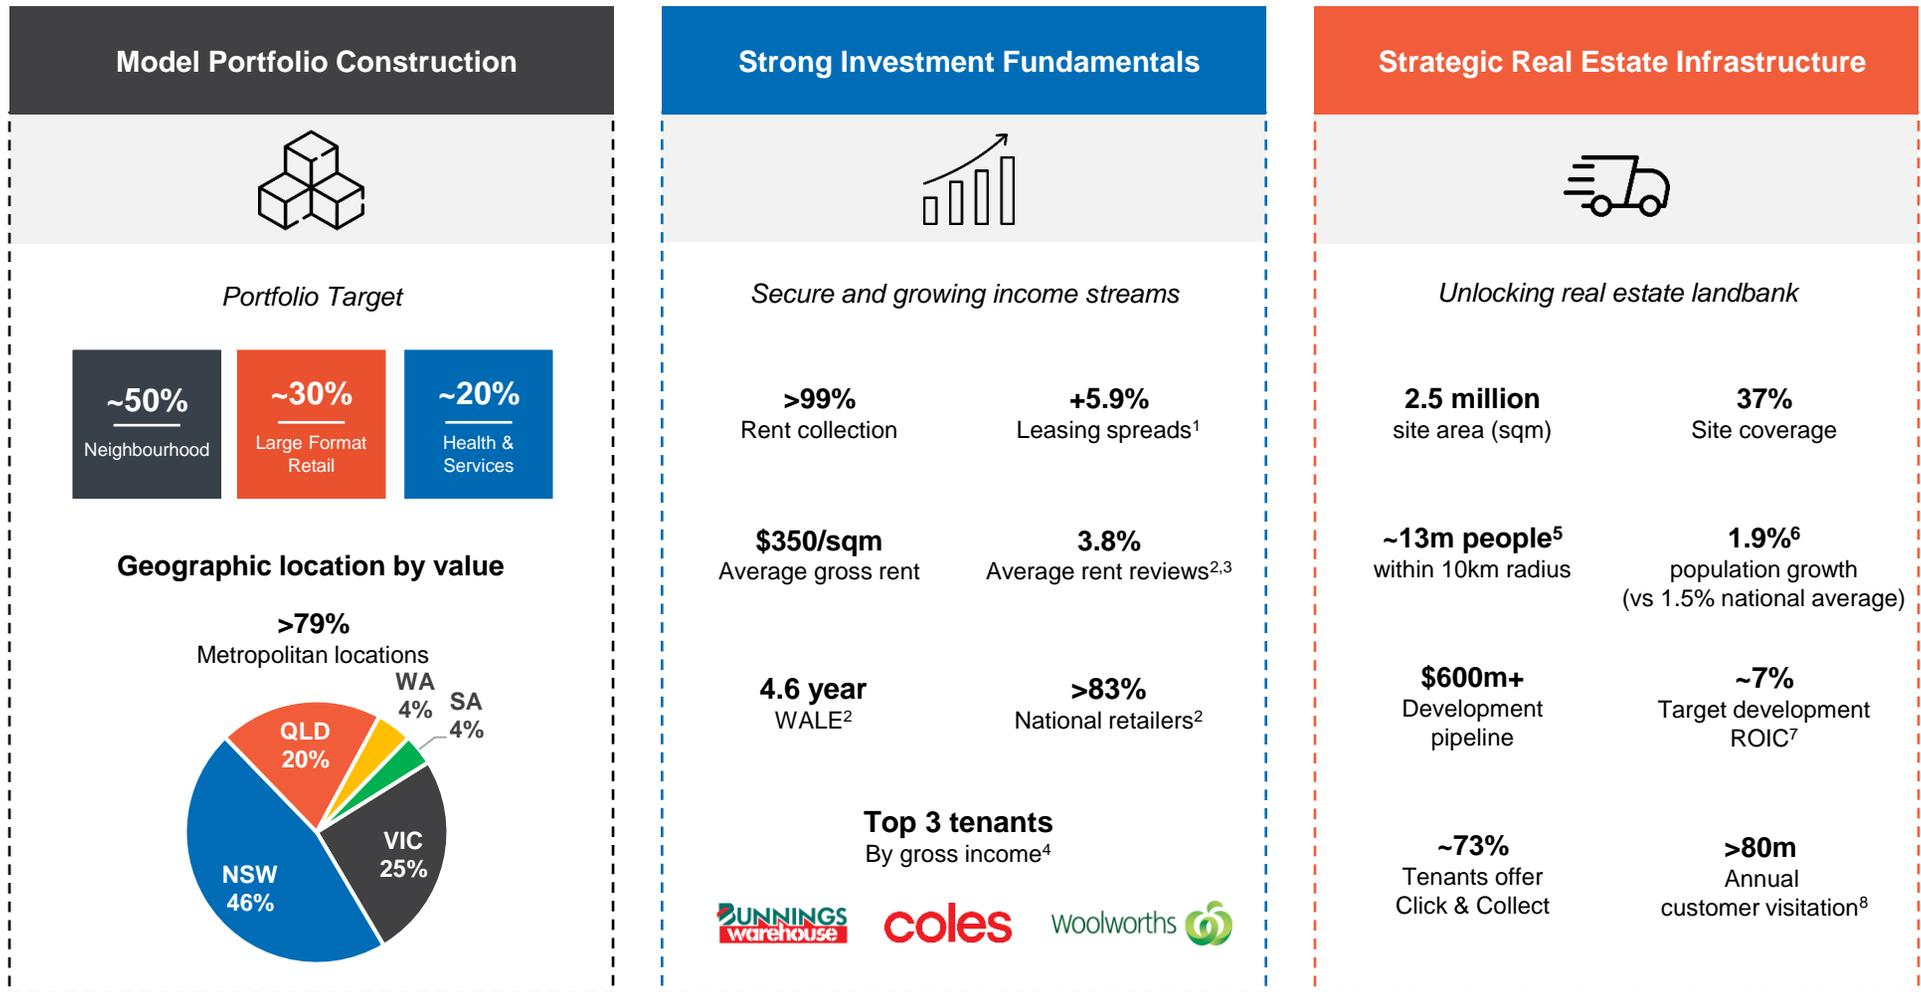 Model Portfolio Construction
Portfolio Target
~50%
Neighbourhood
~30%
Large Format
Retail
~20%
Health &
Services
Geographic location by value
>79%
Metropolitan locations
WA
4%
SA
4%
QLD
20%
VIC
25%
NSW
46%
Strong Investment Fundamentals
Secure and growing income streams
>99%
Rent collection
+5.9%
Leasing spreads¹
$350/sqm
Average gross rent
3.8%
Average rent reviews²,³
4.6 year
WALE²
>83%
National retailers²
Top 3 tenants
By gross income⁴
BUNNINGS
warehouse
coles
Woolworths
Strategic Real Estate Infrastructure
Unlocking real estate landbank
2.5 million
site area (sqm)
37%
Site coverage
~13m people⁵
within 10km radius
1.9%⁶
population growth
(vs 1.5% national average)
$600m+
Development
pipeline
~7%
Target development
ROIC⁷
~73%
Tenants offer
Click & Collect
>80m
Annual
customer visitation⁸